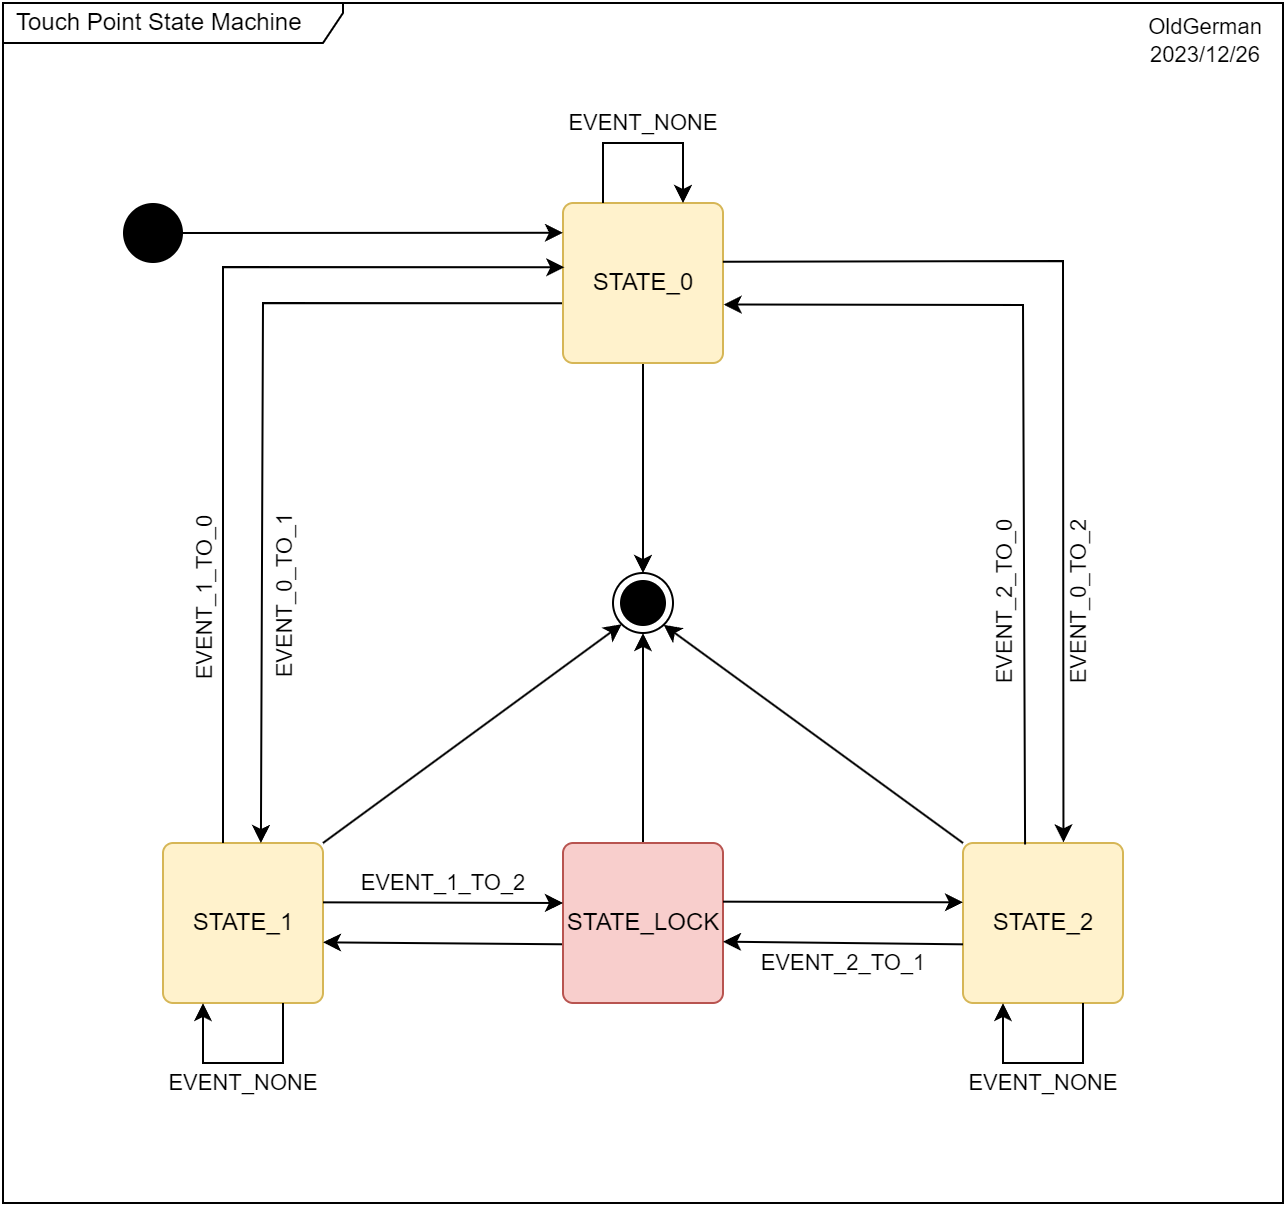 Touch Point State Machine
OldGerman
2023/12/26
EVENT_NONE
STATE_0
EVENT_1_TO_0
EVENT_0_TO_1
EVENT_2_TO_0
EVENT_0_TO_2
EVENT_1_TO_2
STATE_1
STATE_LOCK
STATE_2
EVENT_2_TO_1
EVENT_NONE
EVENT_NONE